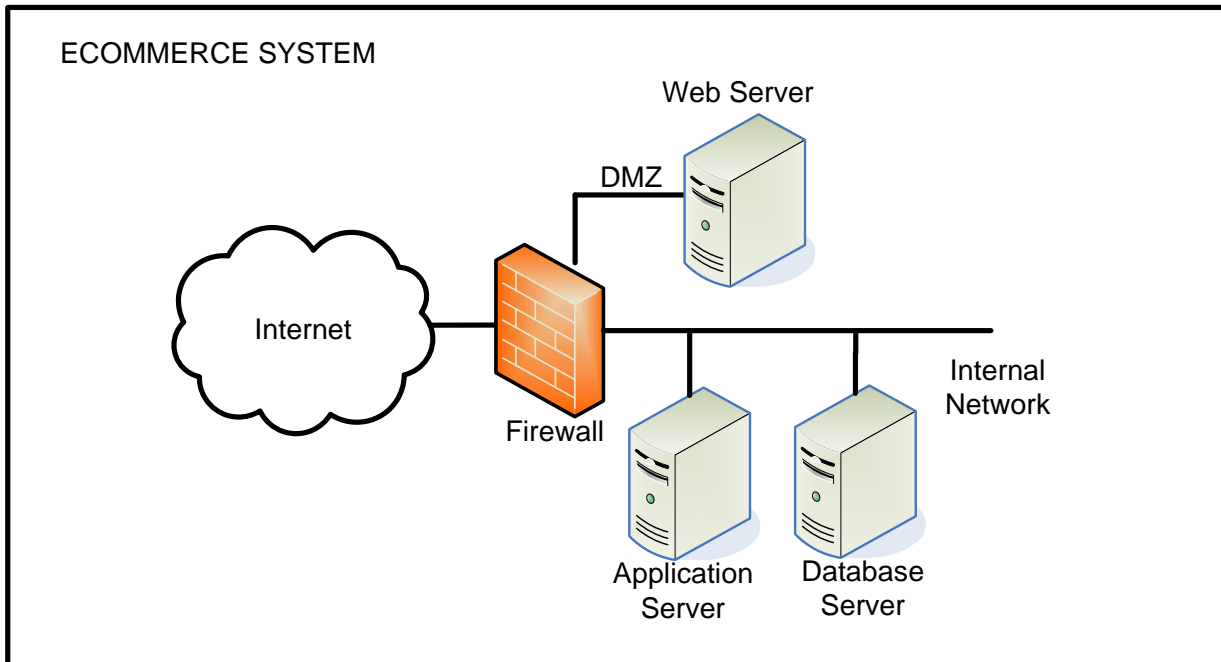 ECOMMERCE SYSTEM
Web Server
DMZ
Internet
Firewall
Internal
Network
Application
Server
Database
Server